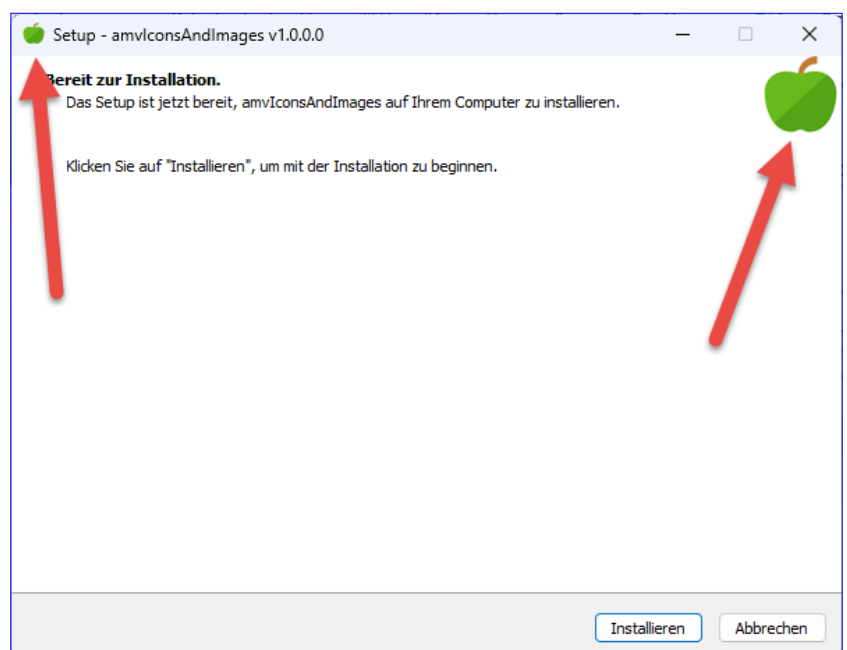 Setup - amvIconsAndImages v1.0.0.0
Bereit zur Installation.
Das Setup ist jetzt bereit, amvIconsAndImages auf Ihrem Computer zu installieren.
Klicken Sie auf "Installieren", um mit der Installation zu beginnen.
Installieren
Abbrechen